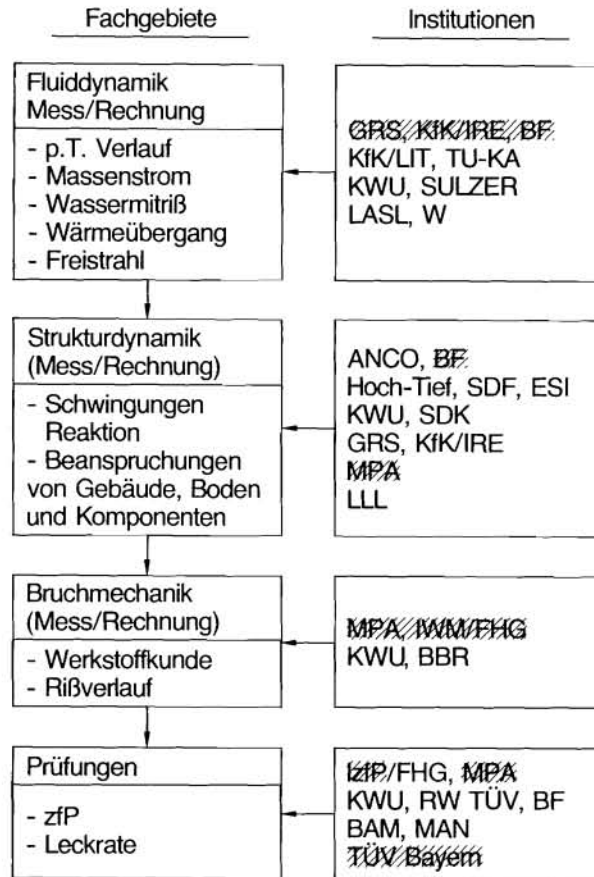 Fachgebiete
Institutionen
Fluiddynamik
Mess/Rechnung
- p.T. Verlauf
- Massenstrom
- Wassermitriß
- Wärmeübergang
- Freistrahl
GRS, KfK/IRE, BF
KfK/LIT, TU-KA
KWU, SULZER
LASL, W
Strukturdynamik
(Mess/Rechnung)
- Schwingungen
Reaktion
- Beanspruchungen
von Gebäude, Boden
und Komponenten
ANCO, BF
Hoch-Tief, SDF, ESI
KWU, SDK
GRS, KfK/IRE
MPA
LLL
Bruchmechanik
(Mess/Rechnung)
- Werkstoffkunde
- Rißverlauf
MPA, IWM/FHG
KWU, BBR
Prüfungen
- zfP
- Leckrate
IzfP/FHG, MPA
KWU, RW TÜV, BF
BAM, MAN
TÜV Bayern